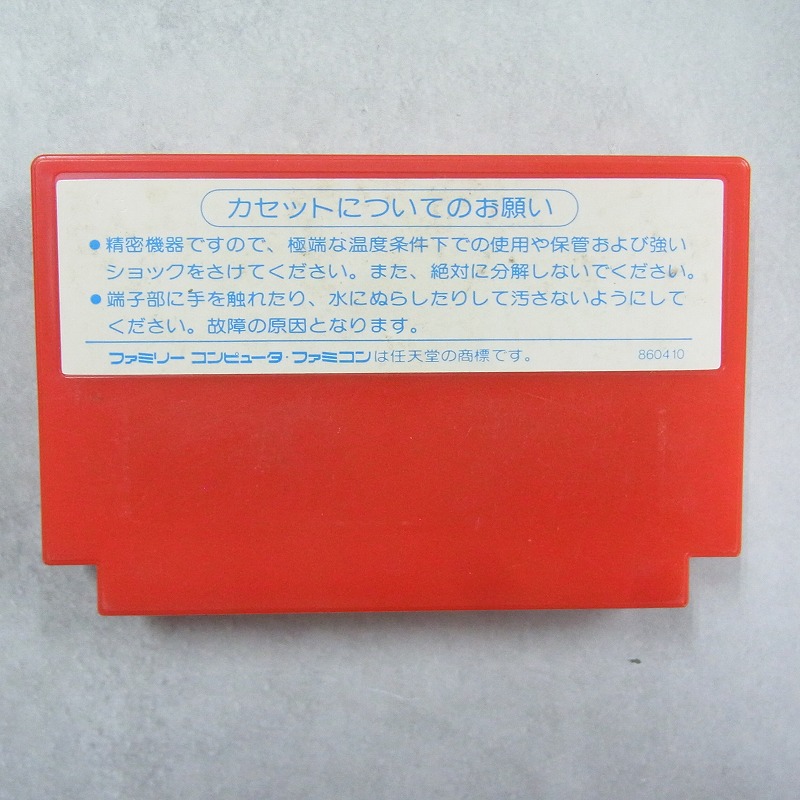 カセットについてのお願い
●精密機器ですので、極端な温度条件下での使用や保管および強い
ショックをさけてください。また、絶対に分解しないでください。
●端子部に手を触れたり、水にぬらしたりして汚さないようにして
ください。故障の原因となります。
ファミリー コンピュータ・ファミコンは任天堂の商標です。 860410